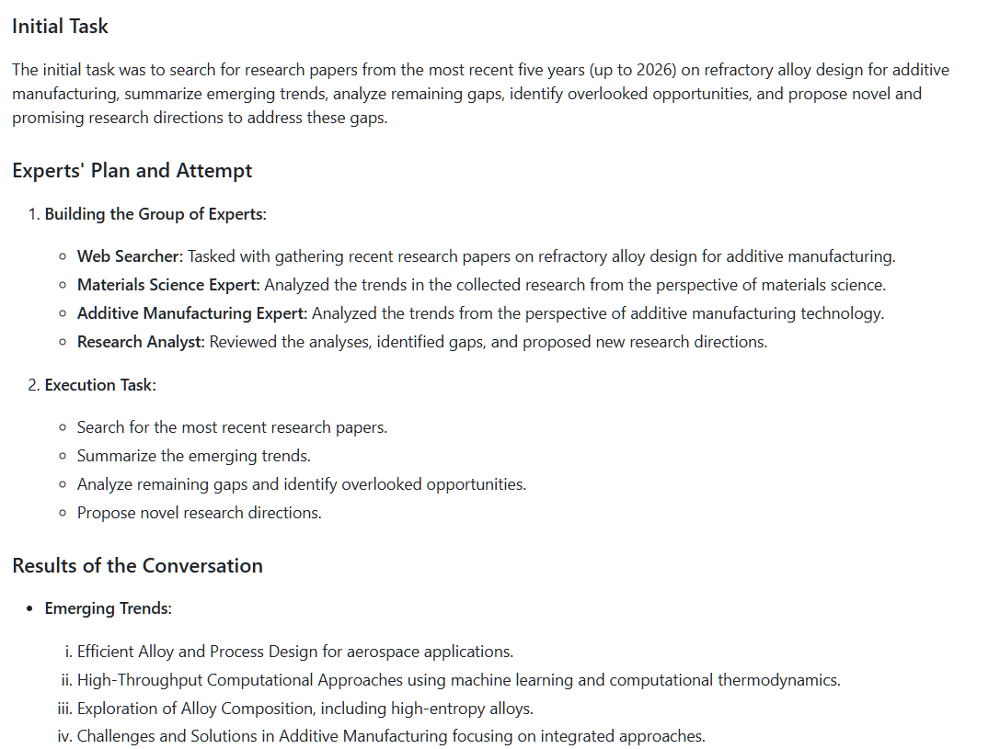 Initial Task
The initial task was to search for research papers from the most recent five years (up to 2026) on refractory alloy design for additive
manufacturing, summarize emerging trends, analyze remaining gaps, identify overlooked opportunities, and propose novel and
promising research directions to address these gaps.
Experts' Plan and Attempt
1. Building the Group of Experts:
○ Web Searcher: Tasked with gathering recent research papers on refractory alloy design for additive manufacturing.
○ Materials Science Expert: Analyzed the trends in the collected research from the perspective of materials science.
○ Additive Manufacturing Expert: Analyzed the trends from the perspective of additive manufacturing technology.
○ Research Analyst: Reviewed the analyses, identified gaps, and proposed new research directions.
2. Execution Task:
○ Search for the most recent research papers.
○ Summarize the emerging trends.
○ Analyze remaining gaps and identify overlooked opportunities.
○ Propose novel research directions.
Results of the Conversation
• Emerging Trends:
i. Efficient Alloy and Process Design for aerospace applications.
ii. High-Throughput Computational Approaches using machine learning and computational thermodynamics.
iii. Exploration of Alloy Composition, including high-entropy alloys.
iv. Challenges and Solutions in Additive Manufacturing focusing on integrated approaches.